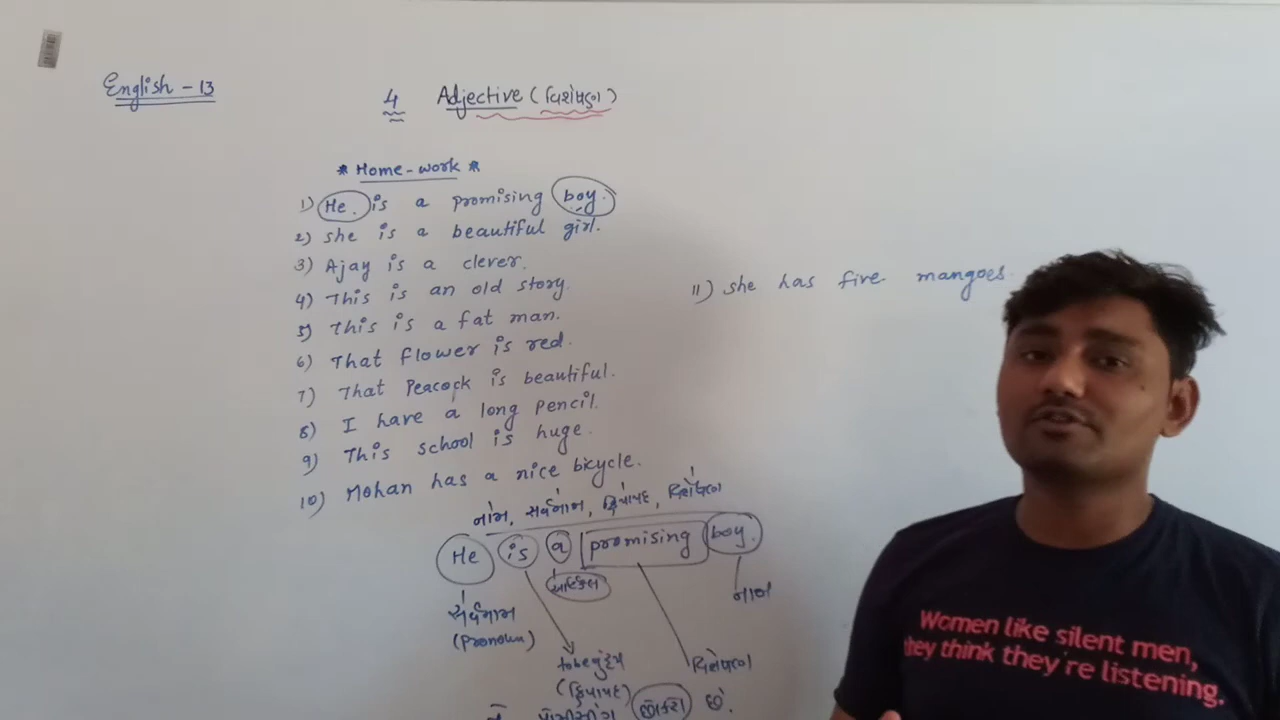 English - 13
4 Adjective (વિશેષણ)
* Home-work *
1) He is a promising boy.
2) she is a beautiful girl.
3) Ajay is a clever.
4) This is an old story.
5) This is a fat man.
6) That flower is red.
7) That Peacock is beautiful.
8) I have a long pencil.
9) This school is huge.
10) Mohan has a nice bicycle.
11) she has five mangoes.
નામ, સર્વનામ, ક્રિયાપદ, વિશેષણ
He is a promising boy.
આર્ટિકલ
નામ
સર્વનામ
(Pronoun)
to be નું રૂપ
(ક્રિયાપદ)
વિશેષણ
તે પ્રોમીસીંગ છોકરો છે.
Women like silent men,
they think they're listening.